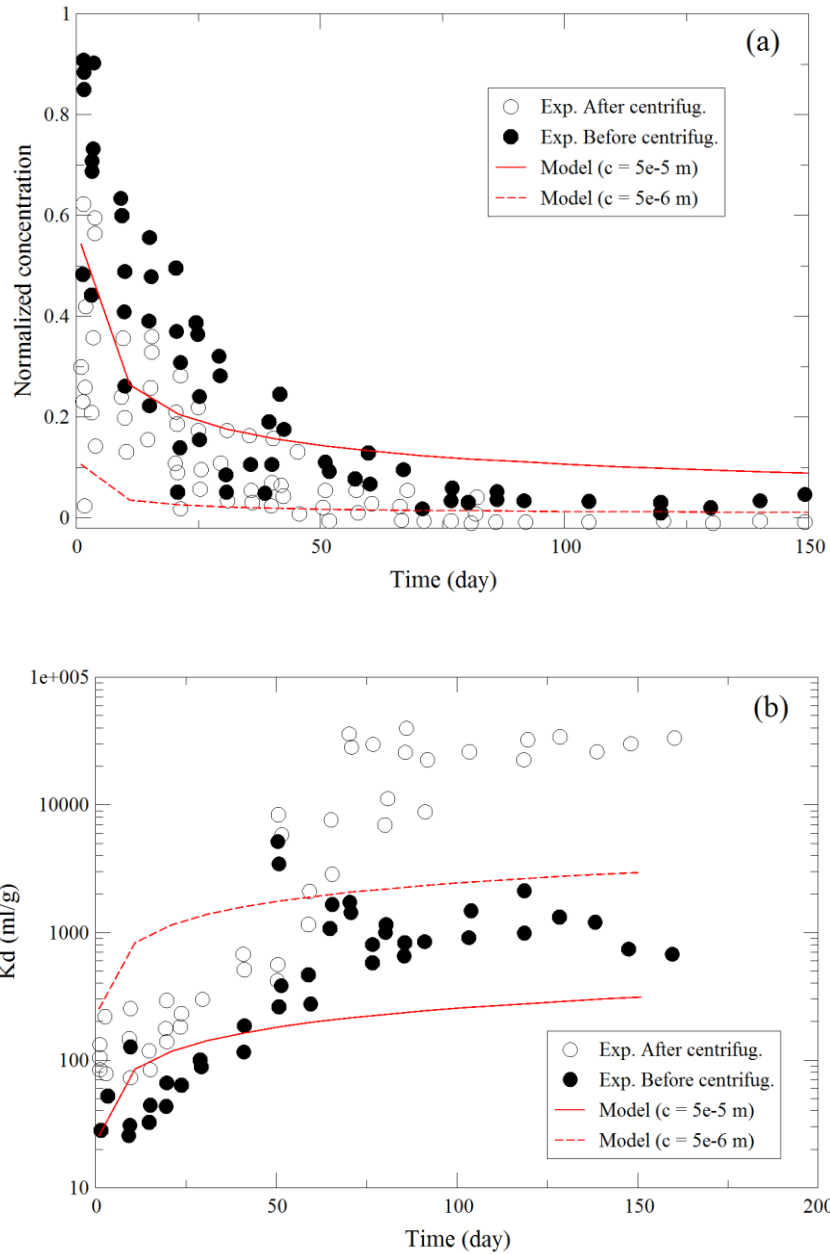 (a)
1
0.8
0.6
0.4
0.2
0
Normalized concentration
Exp. After centrifug.
Exp. Before centrifug.
Model (c = 5e-5 m)
Model (c = 5e-6 m)
0
50
100
150
Time (day)
(b)
1e+005
10000
1000
100
10
Kd (ml/g)
Exp. After centrifug.
Exp. Before centrifug.
Model (c = 5e-5 m)
Model (c = 5e-6 m)
0
50
100
150
200
Time (day)